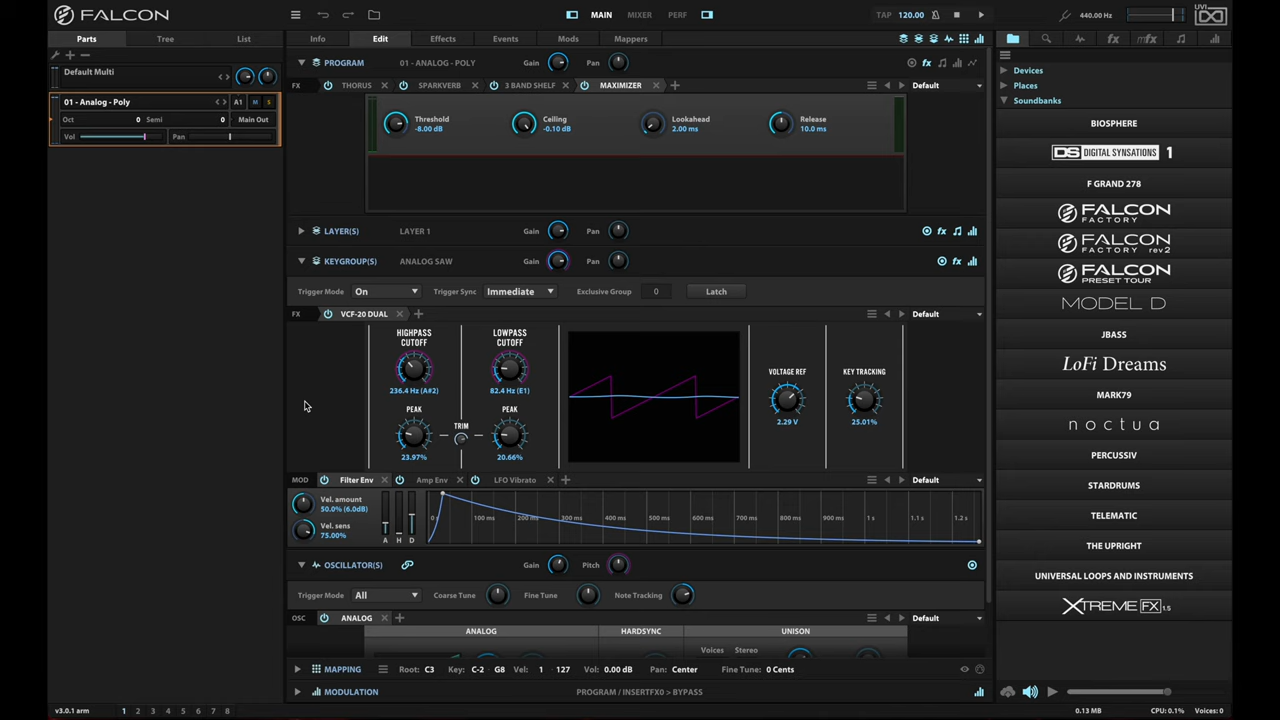 FALCON
MAIN MIXER PERF
TAP 120.00
440.00 Hz
UVI
Parts Tree List
Info Edit Effects Events Mods Mappers
Default Multi
01 - Analog - Poly A1 M S
Oct 0 Semi 0 Main Out
Vol Pan
PROGRAM 01 - ANALOG - POLY Gain Pan
FX THORUS SPARKVERB 3 BAND SHELF MAXIMIZER Default
Threshold
-8.00 dB
Ceiling
-0.10 dB
Lookahead
2.00 ms
Release
10.0 ms
LAYER(S) LAYER 1 Gain Pan
KEYGROUP(S) ANALOG SAW Gain Pan
Trigger Mode On Trigger Sync Immediate Exclusive Group 0 Latch
FX VCF-20 DUAL Default
HIGHPASS
CUTOFF
236.4 Hz (A#2)
LOWPASS
CUTOFF
82.4 Hz (E1)
PEAK
23.97%
TRIM
PEAK
20.66%
VOLTAGE REF
2.29 V
KEY TRACKING
25.01%
MOD Filter Env Amp Env LFO Vibrato Default
Vel. amount
50.0% (6.0dB)
Vel. sens
75.00%
A H D
0 100 ms 200 ms 300 ms 400 ms 500 ms 600 ms 700 ms 800 ms 900 ms 1 s 1.1 s 1.2 s
OSCILLATOR(S) Gain Pitch
Trigger Mode All Coarse Tune Fine Tune Note Tracking
OSC ANALOG Default
ANALOG HARDSYNC UNISON
Voices Stereo
MAPPING Root: C3 Key: C-2 G8 Vel: 1 - 127 Vol: 0.00 dB Pan: Center Fine Tune: 0 Cents
MODULATION PROGRAM / INSERTFX0 > BYPASS
v3.0.1 arm 1 2 3 4 5 6 7 8
Devices
Places
Soundbanks
BIOSPHERE
DS DIGITAL SYNSATIONS 1
F GRAND 278
FALCON FACTORY
FALCON FACTORY rev2
FALCON PRESET TOUR
MODEL D
JBASS
LoFi Dreams
MARK79
noctua
PERCUSSIV
STARDRUMS
TELEMATIC
THE UPRIGHT
UNIVERSAL LOOPS AND INSTRUMENTS
XTREME FX 1.5
0.13 MB CPU: 0.1% Voices: 0